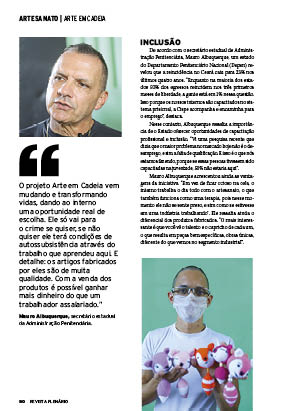 ARTESANATO | ARTE EM CADEIA
“
O projeto Arte em Cadeia vem
mudando e transformando
vidas, dando ao interno
uma oportunidade real de
escolha. Ele só vai para
o crime se quiser, se não
quiser ele terá condições de
autossubsistência através do
trabalho que aprendeu aqui. E
detalhe: os artigos fabricados
por eles são de muita
qualidade. Com a venda dos
produtos é possível ganhar
mais dinheiro do que um
trabalhador assalariado.”
Mauro Albuquerque, secretário estadual
da Administração Penitenciária.
INCLUSÃO
De acordo com o secretário estadual de Administração
Penitenciária, Mauro Albuquerque, um estudo
do Departamento Penitenciário Nacional (Depen) revelou
que a reincidência no Ceará caiu para 25% nos
últimos quatro anos. "Enquanto na maioria dos estados
80% dos egressos reincidem nos três primeiros
meses de liberdade, a gente está em 1% nessa questão.
Isso porque os nossos internos são capacitados no sistema
prisional, a Cispe acompanha e encaminha para
o emprego", destaca.
Nesse contexto, Albuquerque ressalta a importância
de o Estado oferecer oportunidades de capacitação
profissional e inclusão. "Vi uma pesquisa recente que
dizia que o maior problema no mercado hoje não é desemprego,
e sim a falta de qualificação. E isso é o que nós
estamos fazendo, porque se essas pessoas tivessem sido
capacitadas na juventude, 50% não estaria aqui".
Mauro Albuquerque acrescenta ainda as vantagens
da iniciativa. "Em vez de ficar ocioso na cela, o
interno trabalha o dia todo com o artesanato, o que
também funciona como uma terapia, pois nesse momento
ele não se sente preso, e sim como se estivesse
em uma indústria trabalhando". Ele ressalta ainda o
diferencial dos produtos fabricados. "O mais interessante
é que você vê o talento e o capricho de cada um,
o que resulta em peças bem específicas, obras únicas,
diferente do que vemos no segmento industrial".
REVISTA PLENÁRIO